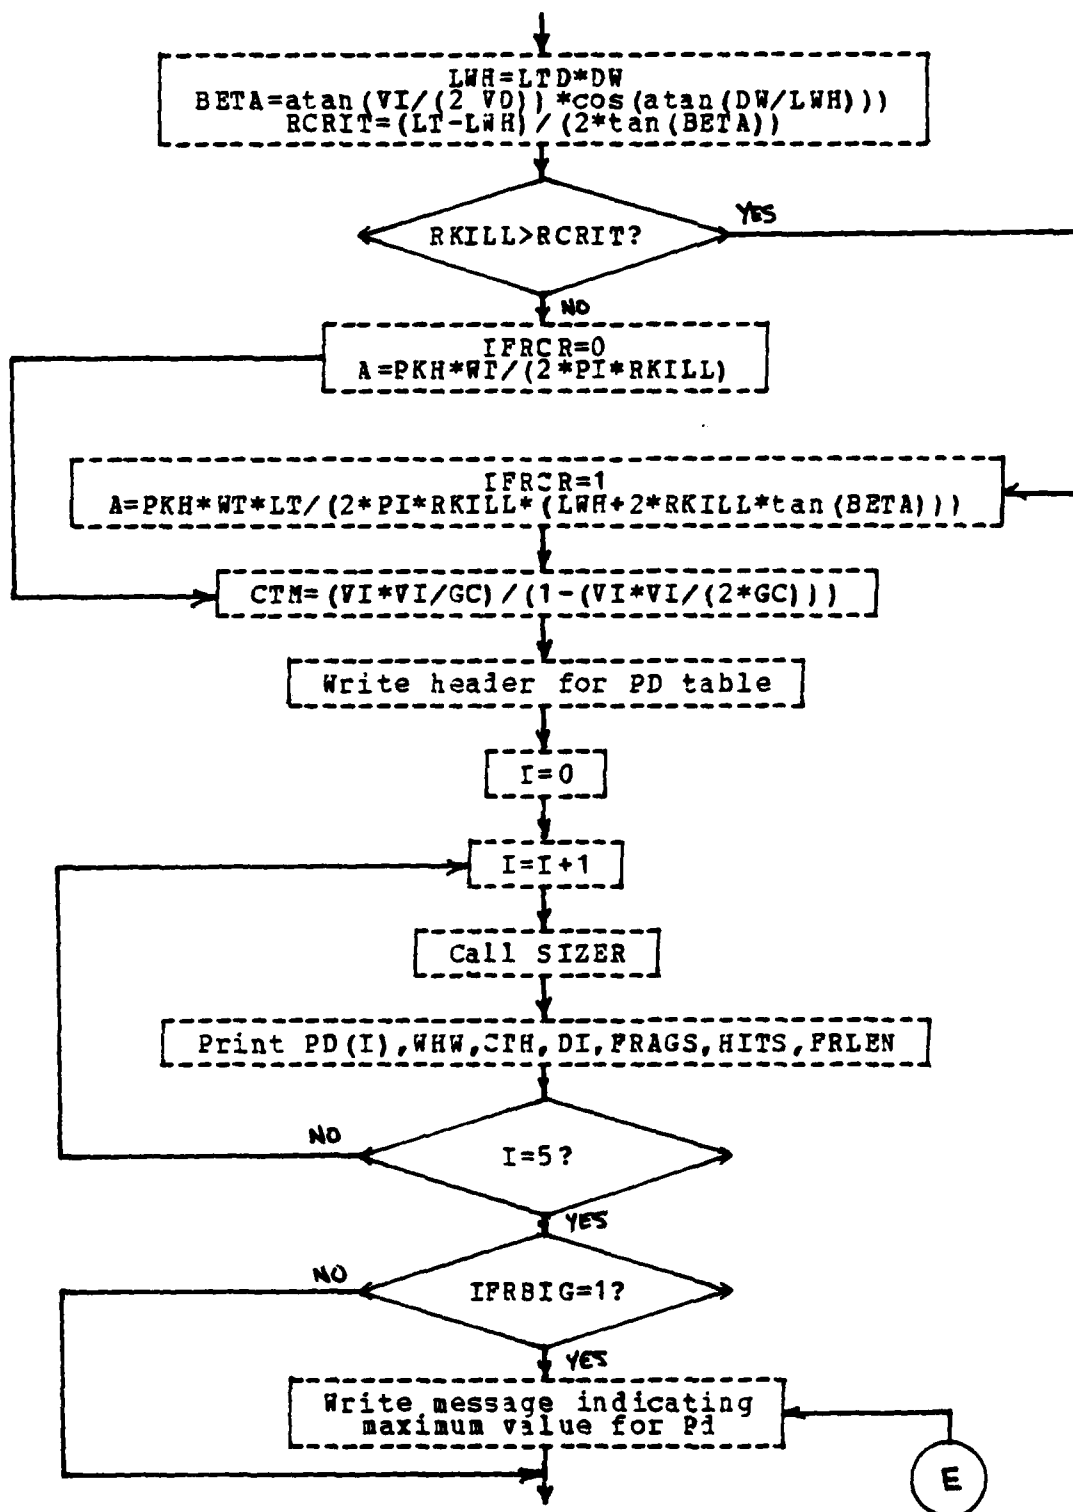 LWH=LTD*DW
BETA=atan(VI/(2 VD))*cos(atan(DW/LWH)))
RCRIT=(LT-LWH)/(2*tan(BETA))
RKILL>RCRIT?
YES
NO
IFRCR=0
A=PKH*WT/(2*PI*RKILL)
IFRCR=1
A=PKH*WT*LT/(2*PI*RKILL*(LWH+2*RKILL*tan(BETA)))
CTM=(VI*VI/GC)/(1-(VI*VI/(2*GC)))
Write header for PD table
I=0
I=I+1
Call SIZER
Print PD(I),WHW,CTH,DI,FRAGS,HITS,FRLEN
NO
I=5?
YES
NO
IFRBIG=1?
YES
Write message indicating
maximum value for Pd
E